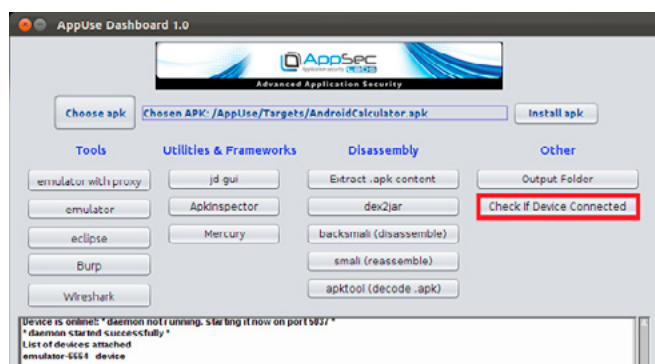 AppUse Dashboard 1.0
AppSec
LABS
Advanced Application Security
Choose apk
Chosen APK: /AppUse/Targets/AndroidCalculator.apk
Install apk
Tools
Utilities & Frameworks
Disassembly
Other
emulator with proxy
jd gui
Extract .apk content
Output Folder
emulator
ApkInspector
dex2jar
Check If Device Connected
eclipse
Mercury
backsmali (disassemble)
Burp
smali (reassemble)
Wireshark
apktool (decode .apk)
Device is online!: * daemon not running. starting it now on port 5037 *
* daemon started successfully *
List of devices attached
emulator-5554 device